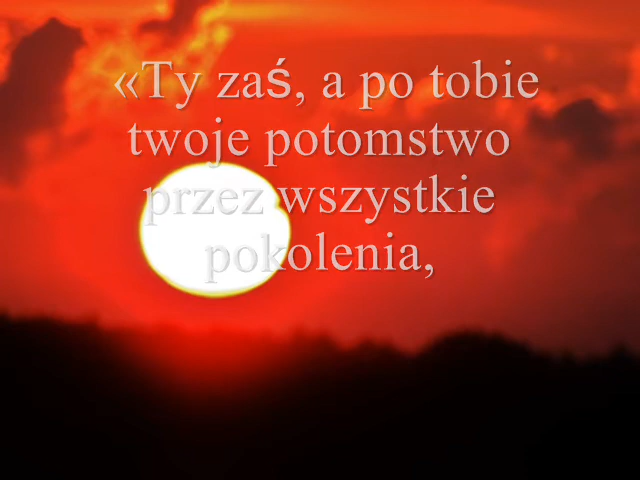 «Ty zaś, a po tobie
twoje potomstwo
przez wszystkie
pokolenia,